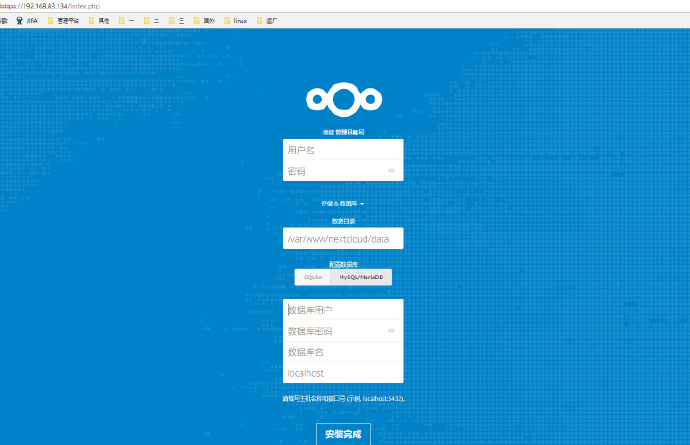 https://192.168.83.134/index.php
JIRA 管理平台 其他 一 二 三 国外 linux
创建 管理员账号
用户名
密码
存储 & 数据库
数据目录
/var/www/nextcloud/data
配置数据库
SQLite MySQL/MariaDB
数据库用户
数据库密码
数据库名
localhost
请填写主机名称和端口号 (示例, localhost:5432).
安装完成